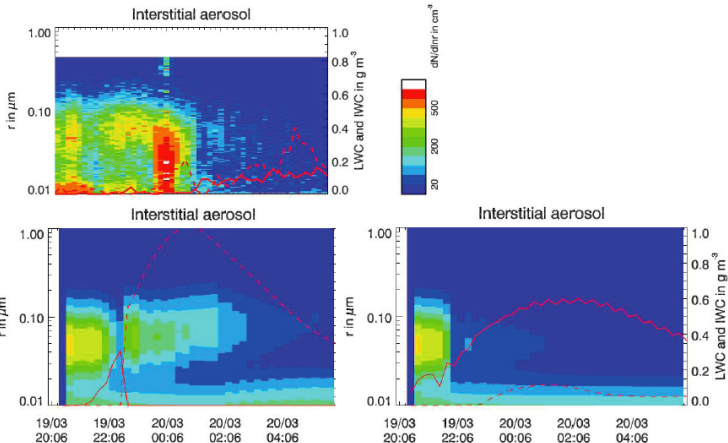 Interstitial aerosol
1.00
0.10
0.01
r in µm
1.0
0.8
0.6
0.4
0.2
0.0
LWC and IWC in g m-3
dN/dlnr in cm-3
500
200
20
Interstitial aerosol
1.00
0.10
0.01
r in µm
19/03 19/03 20/03 20/03 20/03
20:06 22:06 00:06 02:06 04:06
Interstitial aerosol
1.00
0.10
0.01
r in µm
1.0
0.8
0.6
0.4
0.2
0.0
LWC and IWC in g m-3
19/03 19/03 20/03 20/03 20/03
20:06 22:06 00:06 02:06 04:06